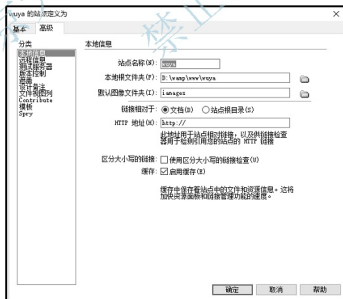 wuya 的站点定义为
基本 高级
分类
本地信息
远程信息
测试服务器
版本控制
遮盖
设计备注
文件视图列
Contribute
模板
Spry
本地信息
站点名称(N): wuya
本地根文件夹(F): D:\wamp\www\wuya
默认图像文件夹(I): iamages
链接相对于: 文档(D) 站点根目录(S)
HTTP 地址(H): http://
此地址用于站点相对链接，以及供链接检查
器用于检测引用您的站点的 HTTP 链接
区分大小写的链接: 使用区分大小写的链接检查(U)
缓存: 启用缓存(E)
缓存中保存着站点中的文件和资源信息。这将
加快资源面板和链接管理功能的速度。
确定 取消 帮助